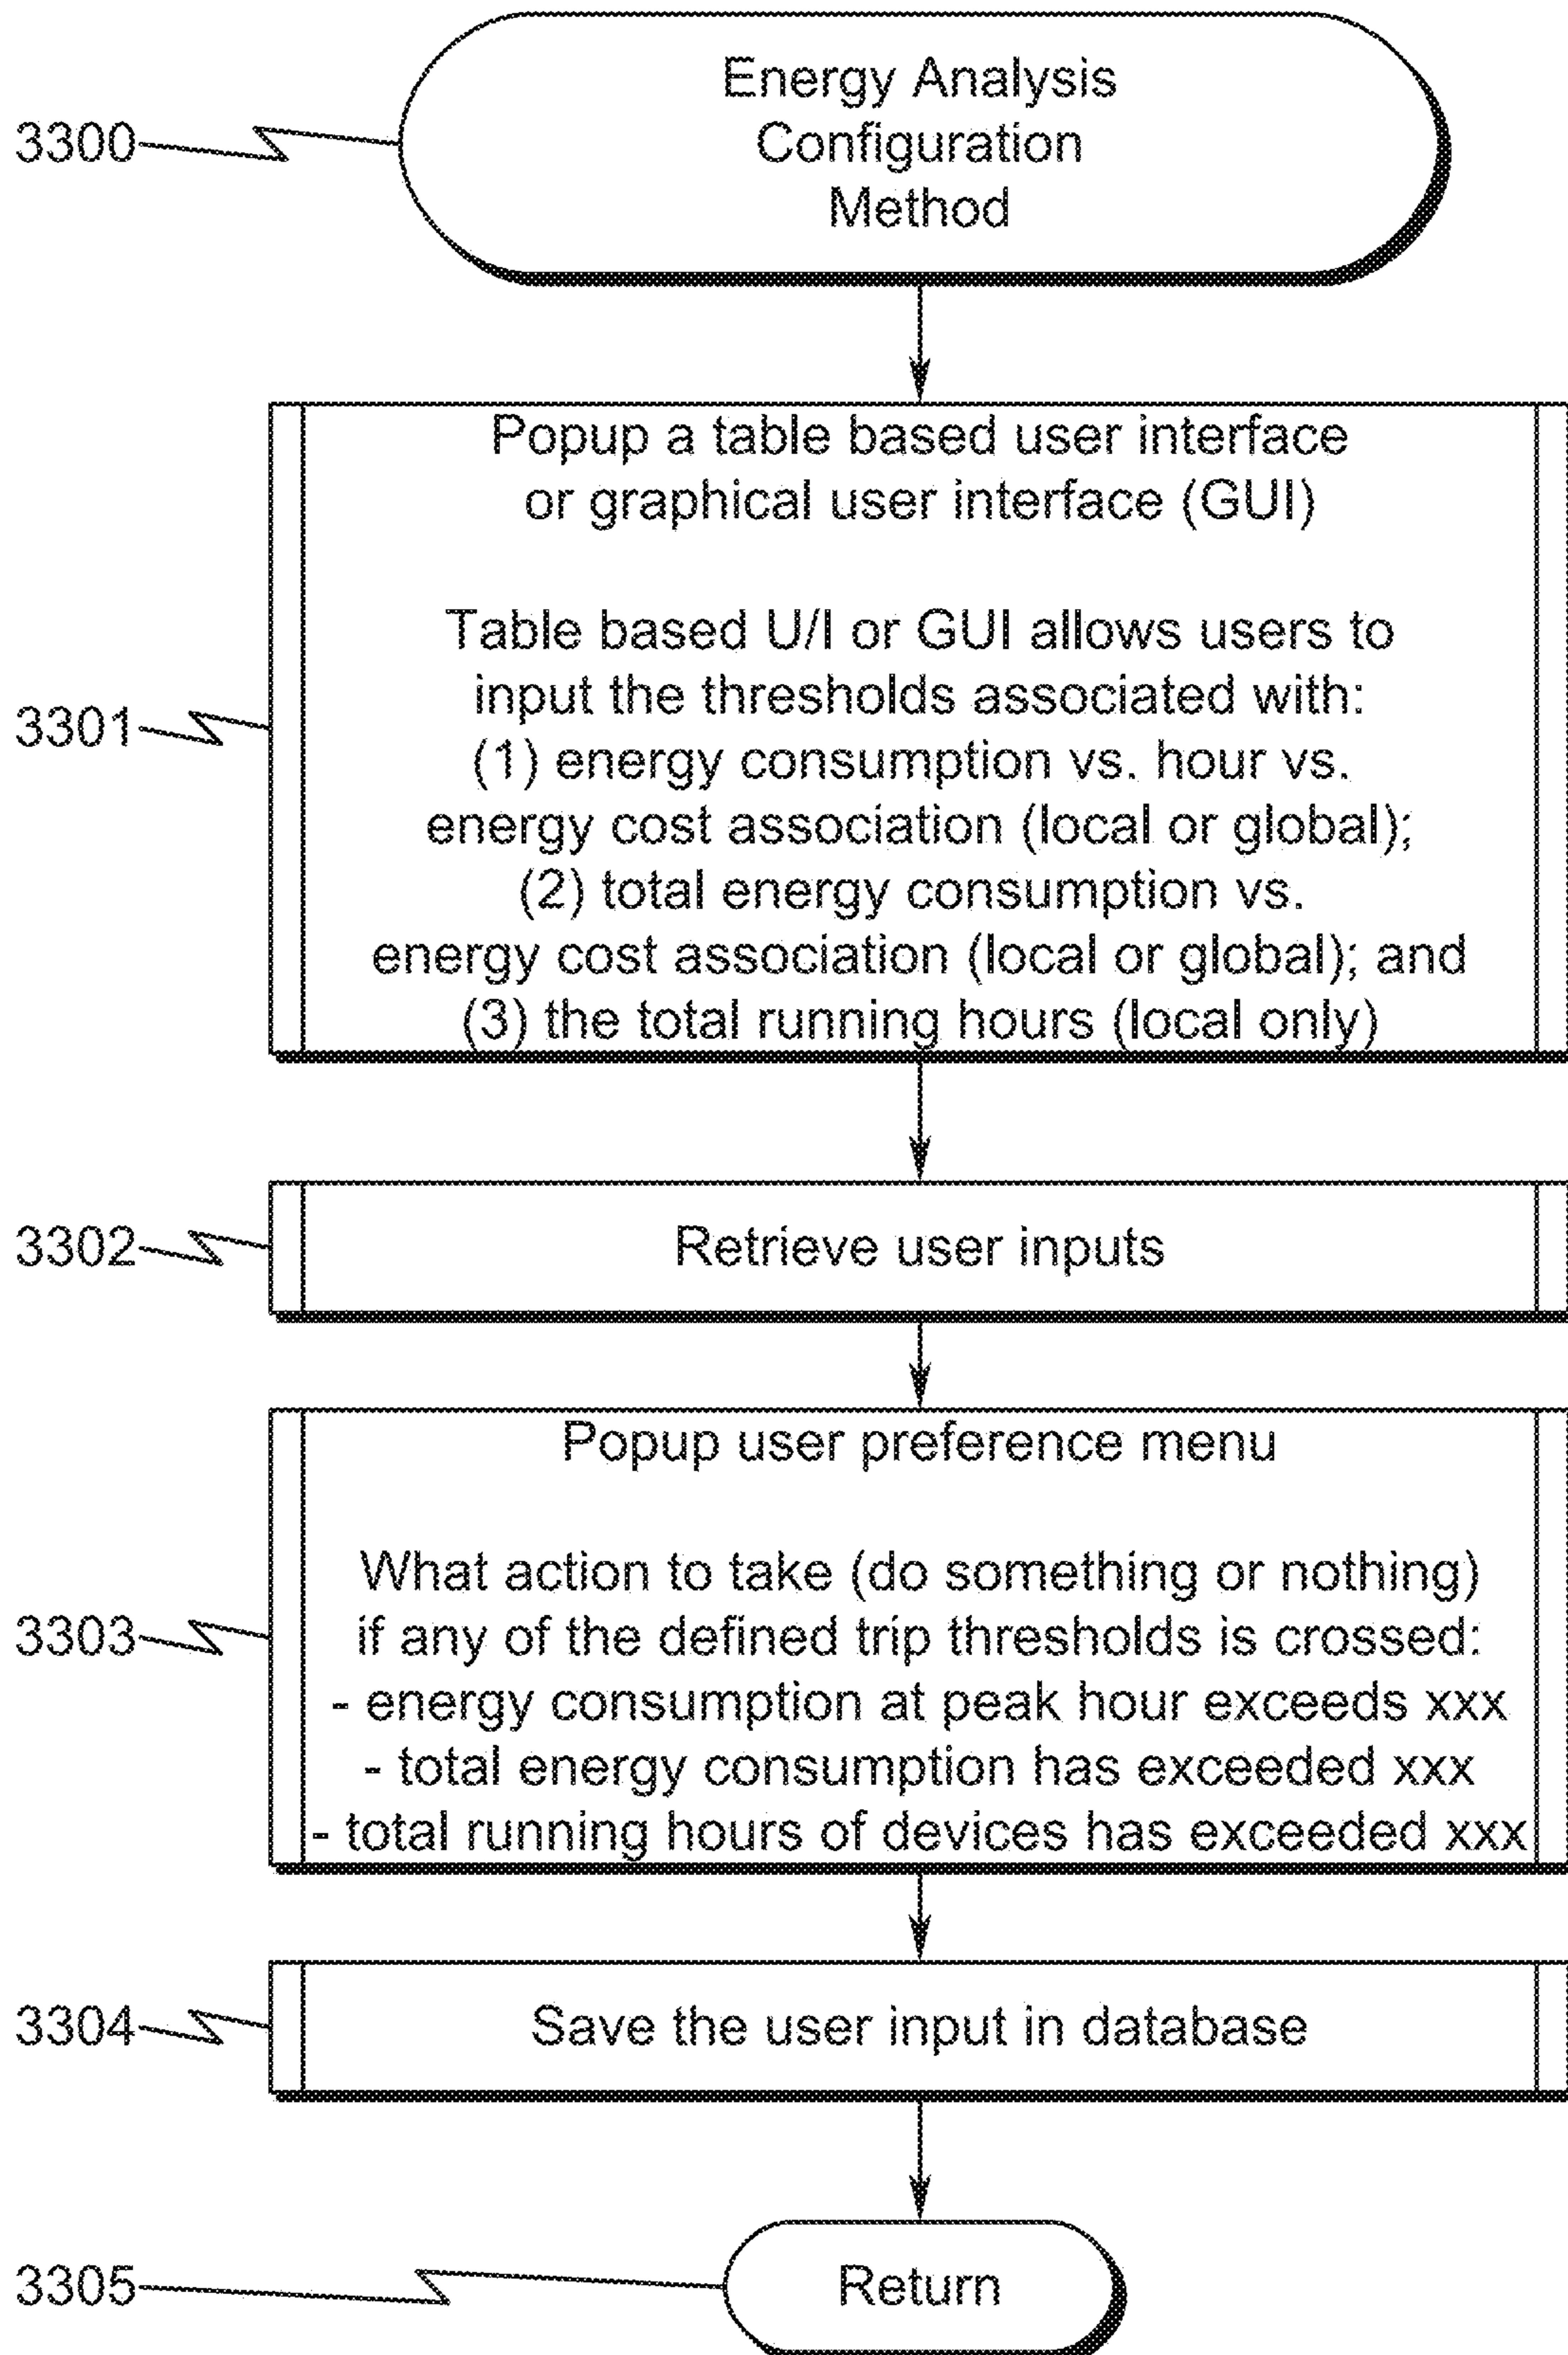 Energy Analysis
Configuration
Method
3300
Popup a table based user interface
or graphical user interface (GUI)
Table based U/I or GUI allows users to
input the thresholds associated with:
(1) energy consumption vs. hour vs.
energy cost association (local or global);
(2) total energy consumption vs.
energy cost association (local or global); and
(3) the total running hours (local only)
3301
Retrieve user inputs
3302
Popup user preference menu
What action to take (do something or nothing)
if any of the defined trip thresholds is crossed:
- energy consumption at peak hour exceeds xxx
- total energy consumption has exceeded xxx
- total running hours of devices has exceeded xxx
3303
Save the user input in database
3304
Return
3305